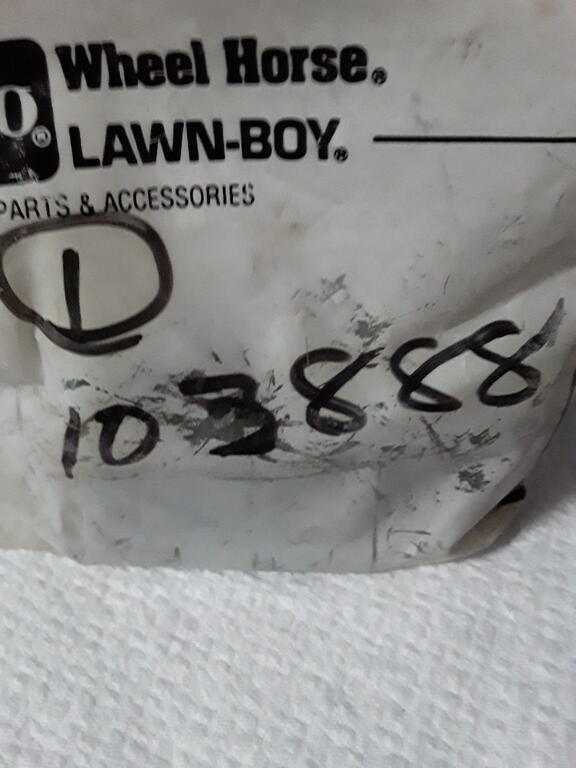 O®
Wheel Horse®
LAWN-BOY®
PARTS & ACCESSORIES
1
103888